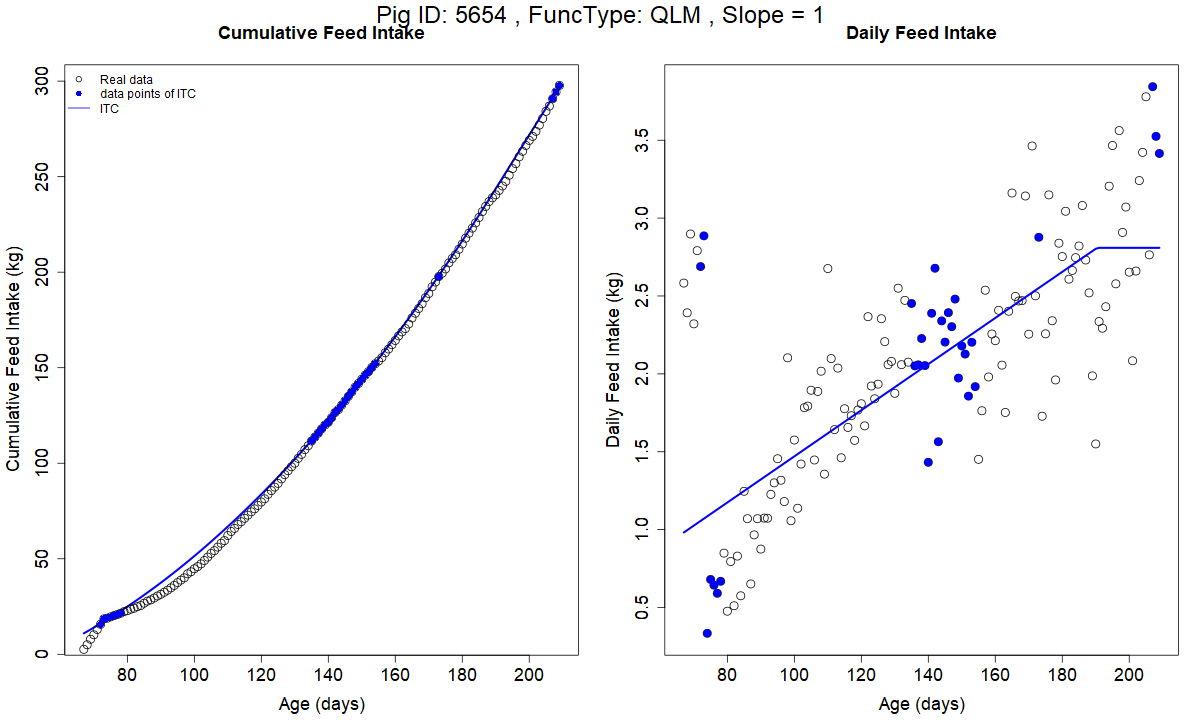 Pig ID: 5654 , FuncType: QLM , Slope = 1
Cumulative Feed Intake
Real data
data points of ITC
ITC
Cumulative Feed Intake (kg)
0
50
100
150
200
250
300
80
100
120
140
160
180
200
Age (days)
Daily Feed Intake
Daily Feed Intake (kg)
0.5
1.0
1.5
2.0
2.5
3.0
3.5
80
100
120
140
160
180
200
Age (days)